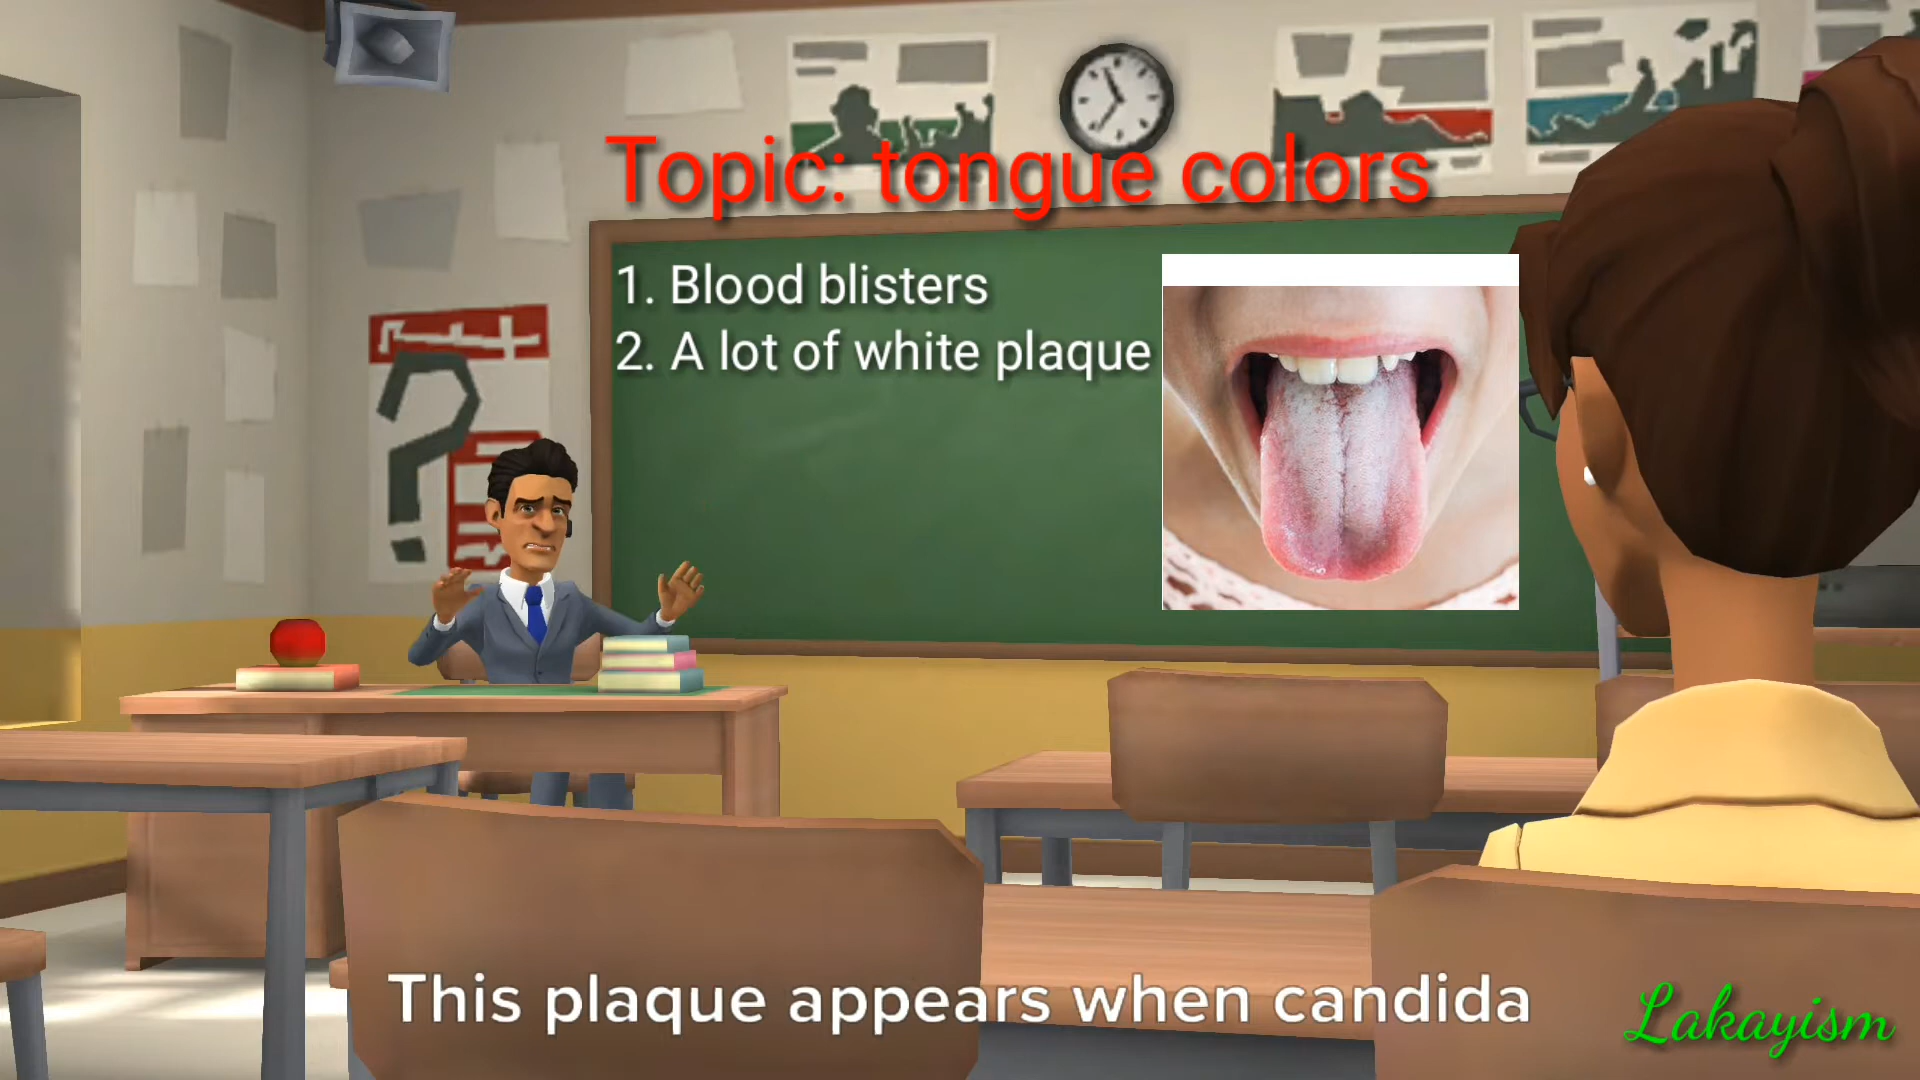 Topic: tongue colors
1. Blood blisters
2. A lot of white plaque
This plaque appears when candida
Lakayism